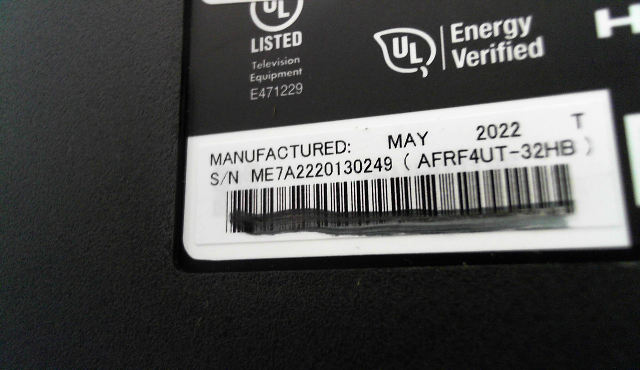 UL
LISTED
Television
Equipment
E471229
UL
Energy
Verified
H
MANUFACTURED: MAY 2022 T
S/N ME7A2220130249 ( AFRF4UT-32HB )